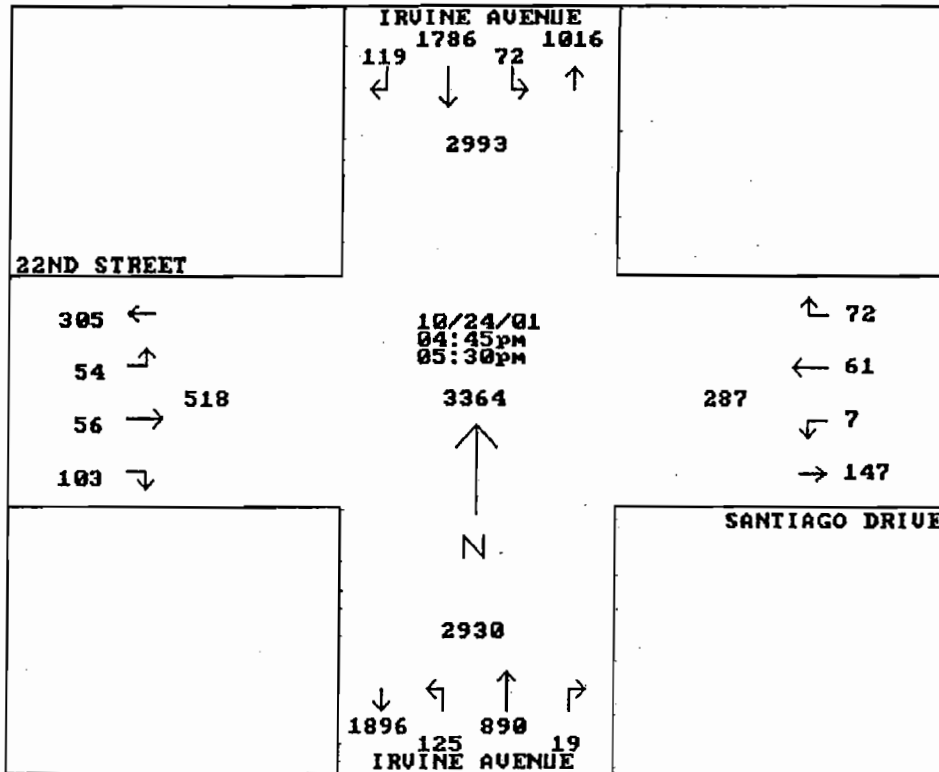 IRVINE AVENUE
1786 1016
119 72
2993
22ND STREET
305
54
56
103
518
10/24/01
04:45pm
05:30pm
3364
287
72
61
7
147
SANTIAGO DRIVE
N
2930
1896 890
125 19
IRVINE AVENUE